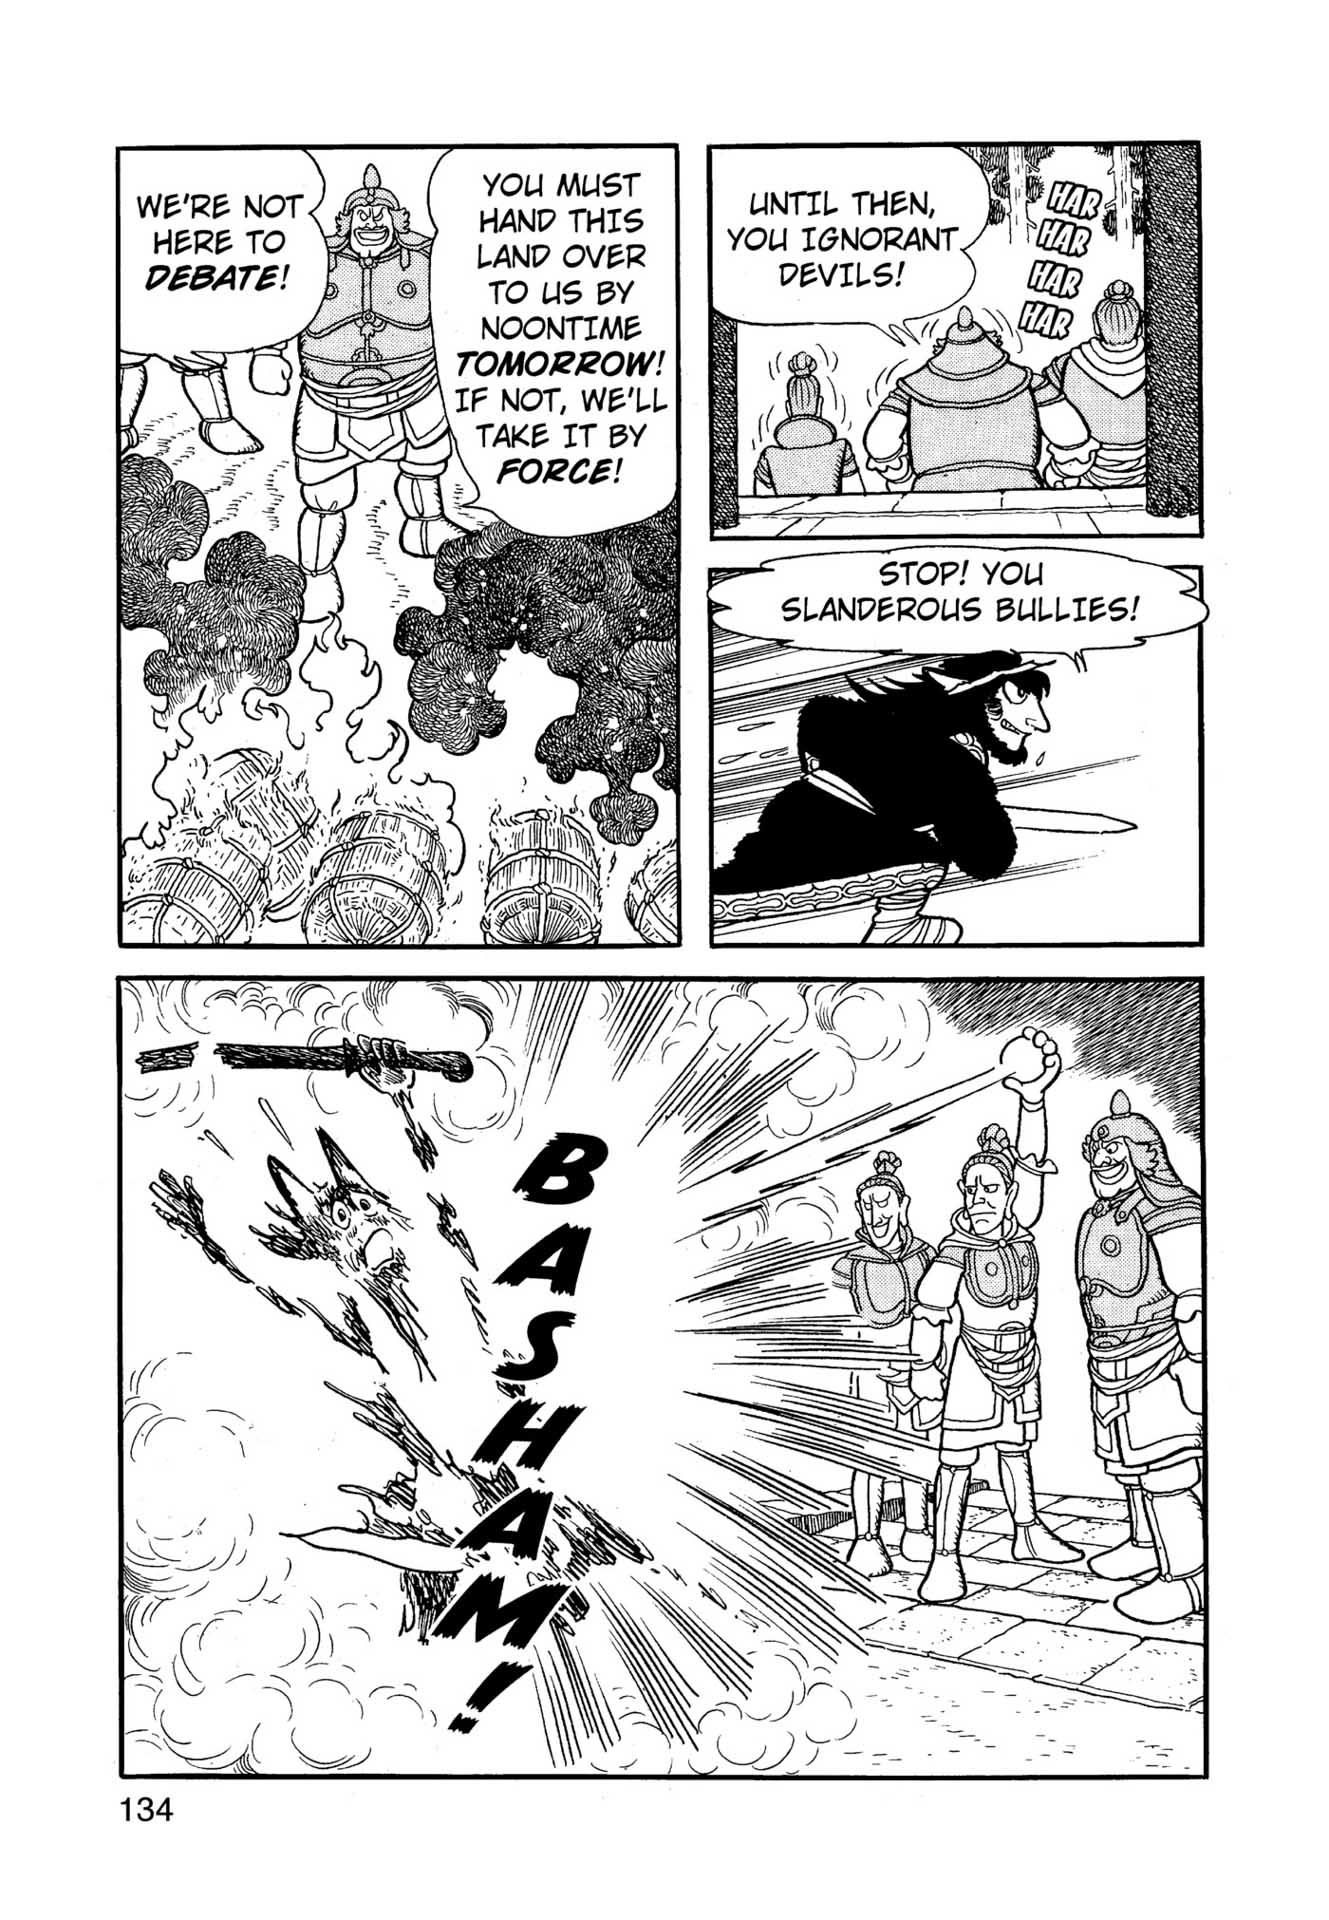 WE'RE NOT
HERE TO
DEBATE!
YOU MUST
HAND THIS
LAND OVER
TO US BY
NOONTIME
TOMORROW!
IF NOT, WE'LL
TAKE IT BY
FORCE!
UNTIL THEN,
YOU IGNORANT
DEVILS!
HAR
HAR
HAR
HAR
STOP! YOU
SLANDEROUS BULLIES!
BASHAM!
134